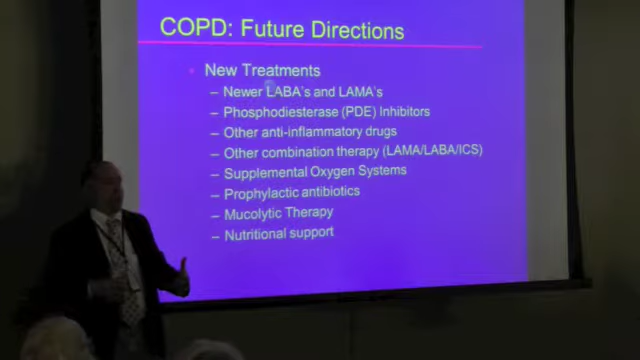 COPD: Future Directions
New Treatments
– Newer LABA's and LAMA's
– Phosphodiesterase (PDE) Inhibitors
– Other anti-inflammatory drugs
– Other combination therapy (LAMA/LABA/ICS)
– Supplemental Oxygen Systems
– Prophylactic antibiotics
– Mucolytic Therapy
– Nutritional support